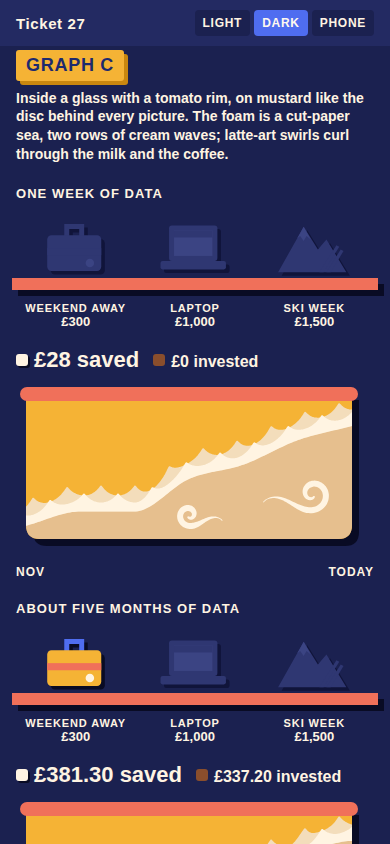 Ticket 27
LIGHT DARK PHONE
GRAPH C
Inside a glass with a tomato rim, on mustard like the
disc behind every picture. The foam is a cut-paper
sea, two rows of cream waves; latte-art swirls curl
through the milk and the coffee.
ONE WEEK OF DATA
WEEKEND AWAY LAPTOP SKI WEEK
£300 £1,000 £1,500
£28 saved £0 invested
NOV TODAY
ABOUT FIVE MONTHS OF DATA
WEEKEND AWAY LAPTOP SKI WEEK
£300 £1,000 £1,500
£381.30 saved £337.20 invested